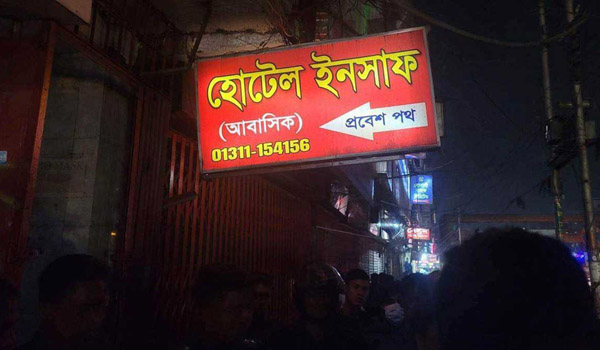 হোটেল ইনসাফ
(আবাসিক) প্রবেশ পথ
01311-154156